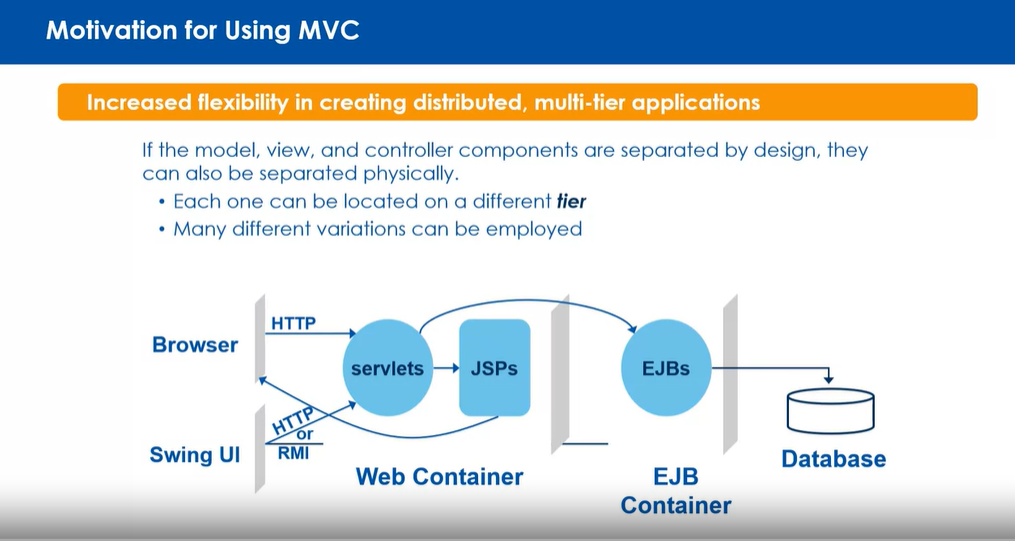 Motivation for Using MVC
Increased flexibility in creating distributed, multi-tier applications
If the model, view, and controller components are separated by design, they
can also be separated physically.
• Each one can be located on a different tier
• Many different variations can be employed
HTTP
Browser
servlets
JSPs
EJBs
HTTP
or
RMI
Swing UI
Web Container
EJB
Container
Database